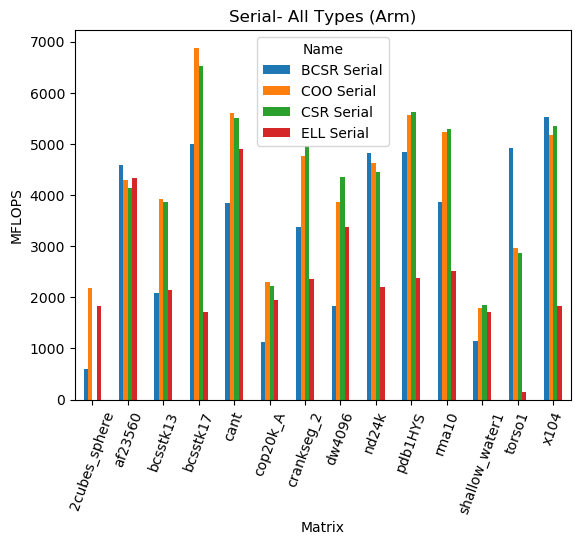 Serial- All Types (Arm)
7000
6000
5000
4000
3000
2000
1000
0
MFLOPS
Name
BCSR Serial
COO Serial
CSR Serial
ELL Serial
2cubes_sphere
af23560
bcsstk13
bcsstk17
cant
cop20k_A
crankseg_2
dw4096
nd24k
pdb1HYS
rma10
shallow_water1
torso1
x104
Matrix